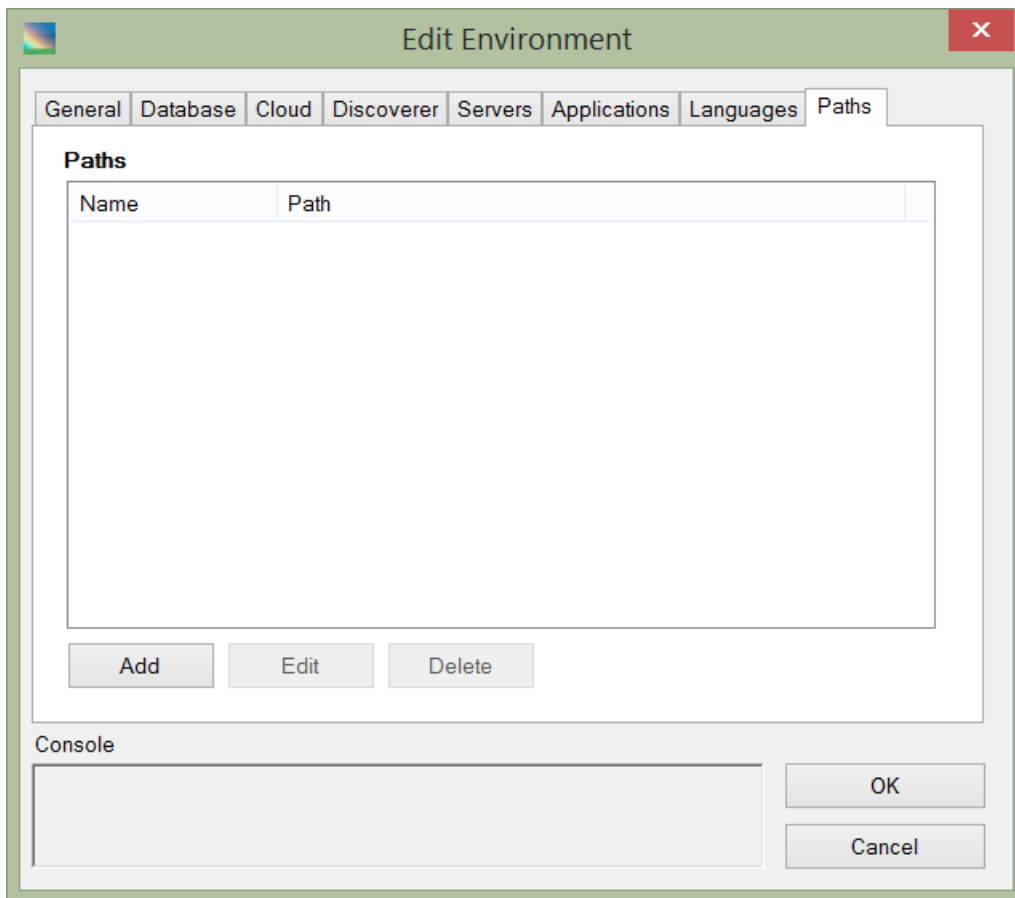 Edit Environment
General Database Cloud Discoverer Servers Applications Languages Paths
Paths
Name Path
Add Edit Delete
Console
OK
Cancel